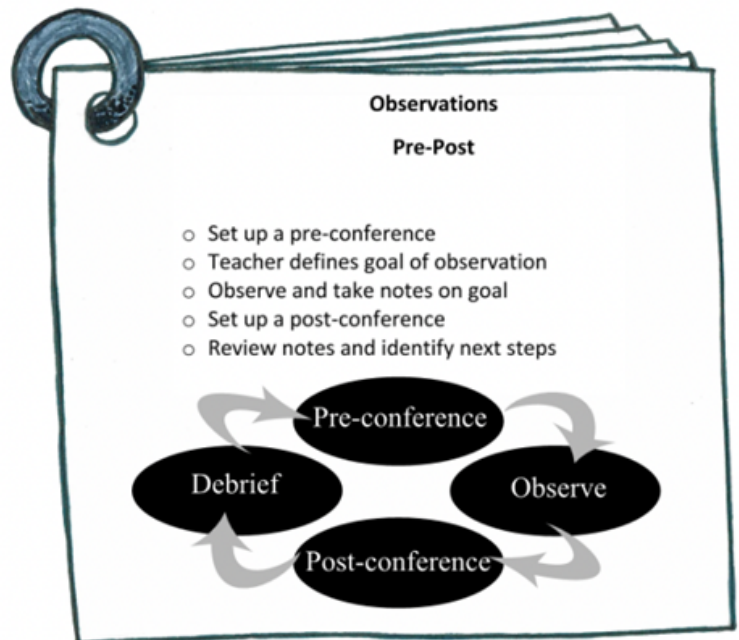 Observations
Pre-Post
○ Set up a pre-conference
○ Teacher defines goal of observation
○ Observe and take notes on goal
○ Set up a post-conference
○ Review notes and identify next steps
Pre-conference
Debrief
Observe
Post-conference